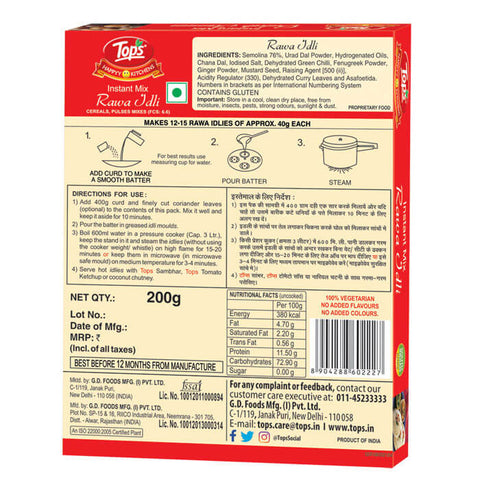 Tops
HAPPYY KITCHENS
Instant Mix
Rawa Idli
CEREALS, PULSES MIXES (FCS: 6.6)
Rawa Idli
INGREDIENTS: Semolina 76%, Urad Dal Powder, Hydrogenated Oils,
Chana Dal, Iodised Salt, Dehydrated Green Chilli, Fenugreek Powder,
Ginger Powder, Mustard Seed, Raising Agent [500 (ii)],
Acidity Regulator (330), Dehydrated Curry Leaves and Asafoetida.
Numbers in brackets as per International Numbering System
CONTAINS GLUTEN
Important: Store in a cool, clean dry place, free from
moisture, insects, pests, strong odours & direct sunlight.
PROPRIETARY FOOD
MAKES 12-15 RAWA IDLIES OF APPROX. 40g EACH
1.
ADD CURD TO MAKE
A SMOOTH BATTER
For best results use
measuring cup for water.
2.
POUR BATTER
3.
STEAM
DIRECTIONS FOR USE :
1) Add 400g curd and finely cut coriander leaves
(optional) to the contents of this pack. Mix it well and
keep it aside for 10 minutes.
2) Pour the batter in greased idli moulds.
3) Boil 600ml water in a pressure cooker (Cap. 3 Ltr.),
keep the stand in it and steam the idlies (without using
the cooker weight/ whistle) on high flame for 15-20
minutes or keep them in microwave (in microwave
safe mould) on medium temperature for 3-4 minutes.
4) Serve hot idlies with Tops Sambhar, Tops Tomato
Ketchup or coconut chutney.
इस्तेमाल के लिए निर्देश :
Instant Mix
Rawa Idli
NET QTY.: 200g
Lot No.:
Date of Mfg.:
MRP: ₹
(Incl. of all taxes)
BEST BEFORE 12 MONTHS FROM MANUFACTURE
NUTRITIONAL FACTS (uncooked)
Per 100g
Energy 380 kcal
Fat 4.70 g
Saturated Fat 2.20 g
Trans Fat 0.56 g
Protein 11.50 g
Carbohydrate 72.90 g
Sugar 0.00 g
100% VEGETARIAN
NO ADDED FLAVOURS
NO ADDED COLOURS
8 904288 602227
Mktd. by: G.D. FOODS MFG. (I) PVT. LTD.
C-1/119, Janak Puri,
New Delhi - 110058 (INDIA)
fssai
Lic. No. 10012011000894
Mfd. by: G.D. FOODS MFG. (I) PVT. LTD.
Plot No. SP-15 & 16, RIICO Industrial Area, Neemrana - 301 705.
Distt. - Alwar, Rajasthan (INDIA)
Lic. No. 10012013000314
An ISO 22000:2005 Certified Plant
For any complaint or feedback, contact our
customer care executive at: 011-45233333
G.D. Foods Mfg. (I) Pvt. Ltd.
C-1/119, Janak Puri, New Delhi - 110 058
E-mail: tops.care@tops.in www.tops.in
@TopsSocial
PRODUCT OF INDIA